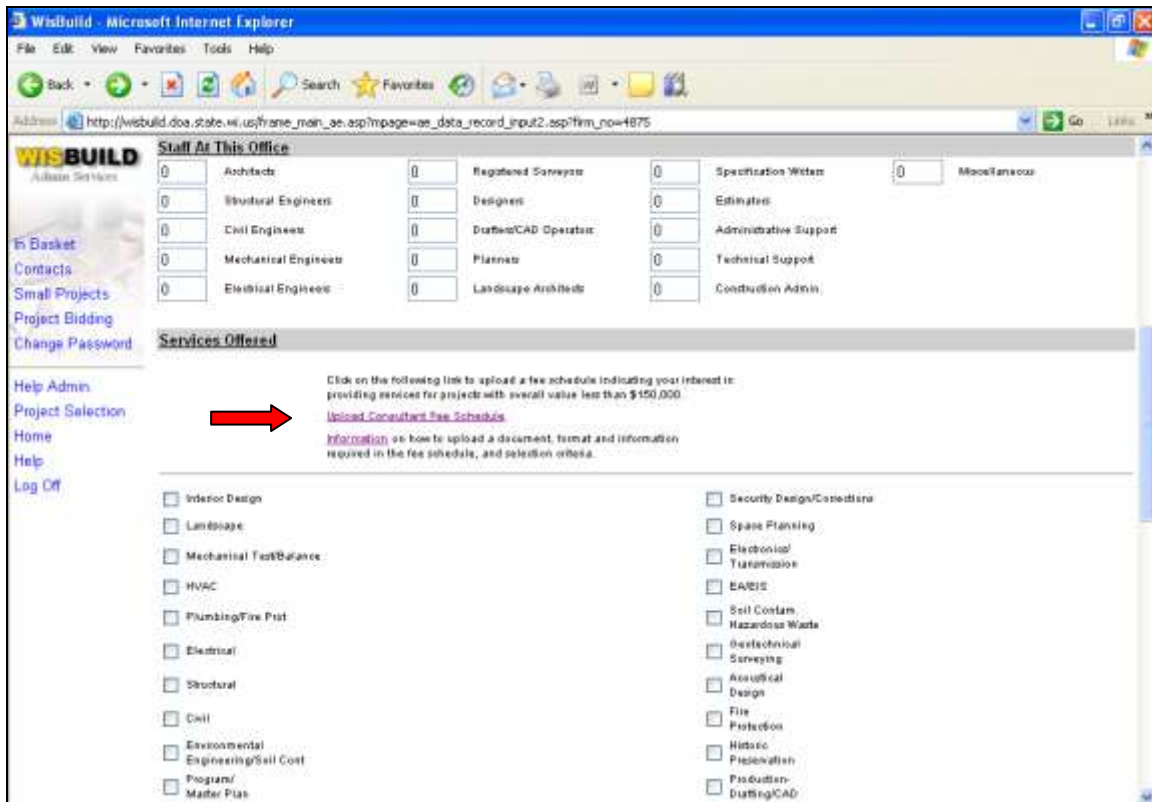 WisBuild - Microsoft Internet Explorer
File Edit View Favorites Tools Help
Back Search Favorites
Address http://wisbuild.doa.state.wi.us/frame_main_ae.asp?mpage=ae_data_record_input2.asp?firm_no=4875 Go Links »
WISBUILD
Admin Services
In Basket
Contacts
Small Projects
Project Bidding
Change Password
Help Admin
Project Selection
Home
Help
Log Off
Staff At This Office
0 Architects 0 Registered Surveyors 0 Specification Writers 0 Miscellaneous
0 Structural Engineers 0 Designers 0 Estimators
0 Civil Engineers 0 Drafters/CAD Operators 0 Administrative Support
0 Mechanical Engineers 0 Planners 0 Technical Support
0 Electrical Engineers 0 Landscape Architects 0 Construction Admin.
Services Offered
Click on the following link to upload a fee schedule indicating your interest in
providing services for projects with overall value less than $150,000.
Upload Consultant Fee Schedule
Information on how to upload a document, format and information
required in the fee schedule, and selection criteria.
Interior Design Security Design/Corrections
Landscape Space Planning
Mechanical Test/Balance Electronics/
Transmission
HVAC EA/EIS
Plumbing/Fire Prot Soil Contam.
Hazardous Waste
Electrical Geotechnical
Surveying
Structural Acoustical
Design
Civil Fire
Protection
Environmental Historic
Engineering/Soil Cont Preservation
Program/ Production-
Master Plan Drafting/CAD